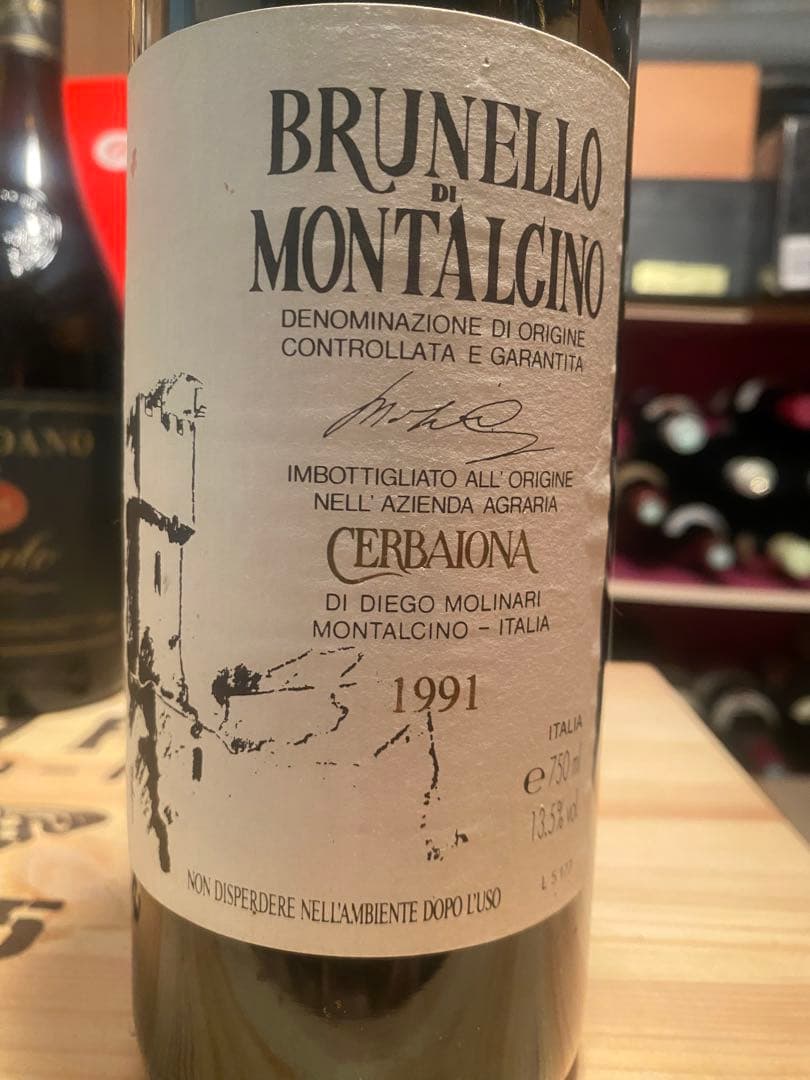 BRUNELLO
DI
MONTALCINO
DENOMINAZIONE DI ORIGINE
CONTROLLATA E GARANTITA
IMBOTTIGLIATO ALL' ORIGINE
NELL' AZIENDA AGRARIA
CERBAIONA
DI DIEGO MOLINARI
MONTALCINO – ITALIA
1991
ITALIA
e 750 ml
13.5% vol
NON DISPERDERE NELL'AMBIENTE DOPO L'USO